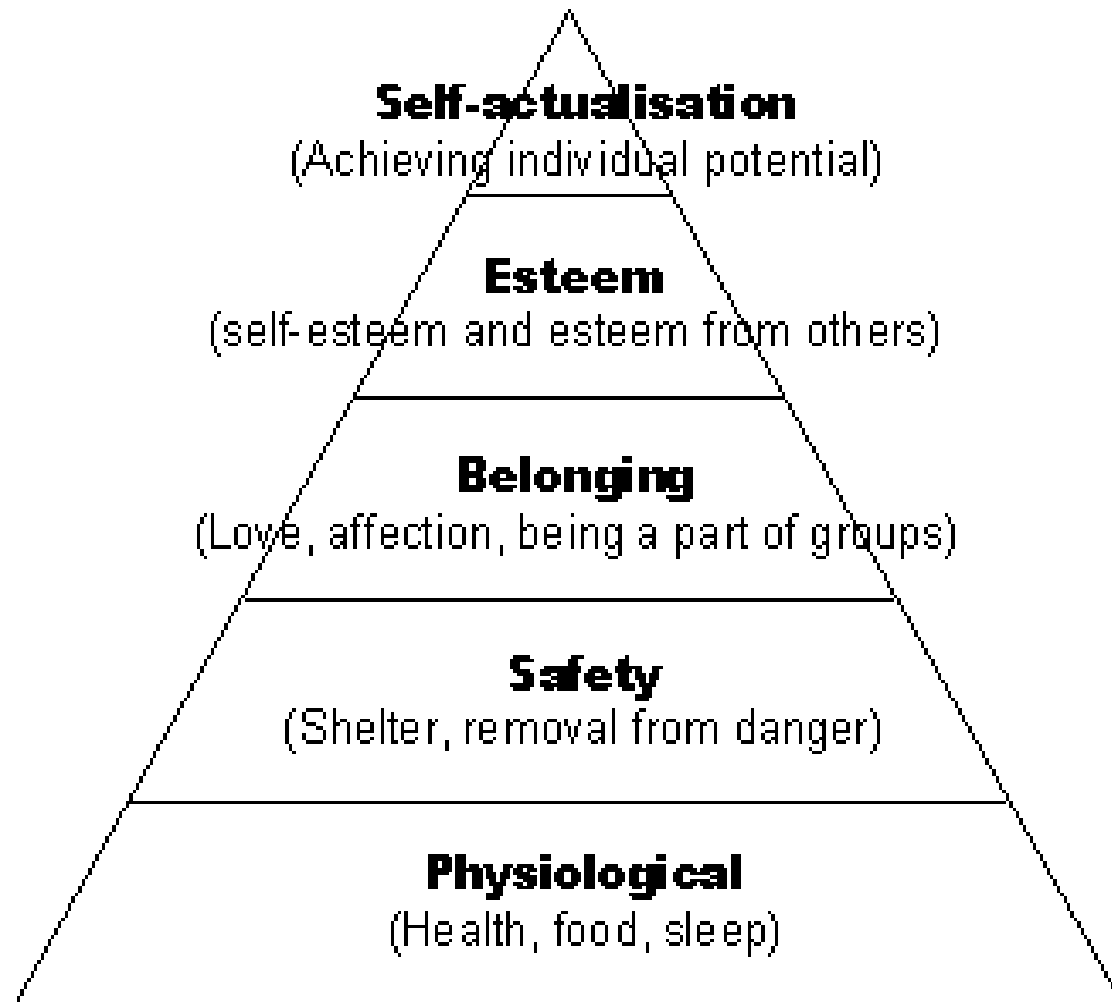 Self-actualisation
(Achieving individual potential)
Esteem
(self-esteem and esteem from others)
Belonging
(Love, affection, being a part of groups)
Safety
(Shelter, removal from danger)
Physiological
(Health, food, sleep)